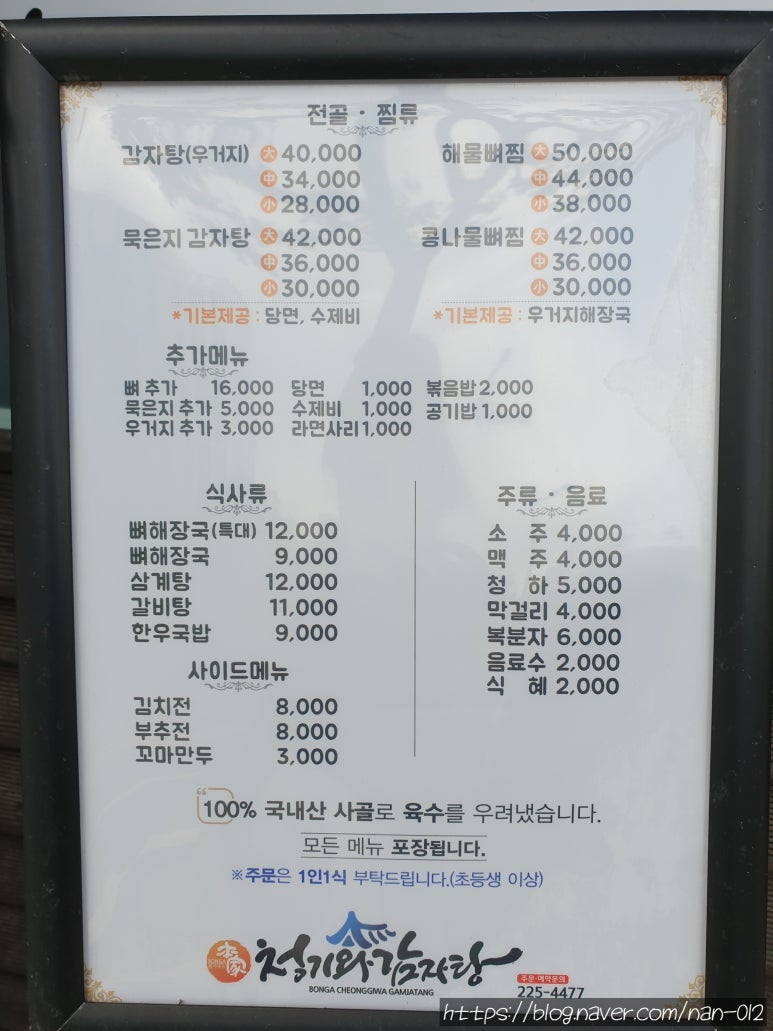 전골 · 찜류
감자탕(우거지) 大 40,000
中 34,000
小 28,000
묵은지 감자탕 大 42,000
中 36,000
小 30,000
*기본제공 : 당면, 수제비
해물뼈찜 大 50,000
中 44,000
小 38,000
콩나물뼈찜 大 42,000
中 36,000
小 30,000
*기본제공 : 우거지해장국
추가메뉴
뼈 추가 16,000 당면 1,000 볶음밥 2,000
묵은지 추가 5,000 수제비 1,000 공기밥 1,000
우거지 추가 3,000 라면사리 1,000
식사류
뼈해장국(특대) 12,000
뼈해장국 9,000
삼계탕 12,000
갈비탕 11,000
한우국밥 9,000
사이드메뉴
김치전 8,000
부추전 8,000
꼬마만두 3,000
주류 · 음료
소 주 4,000
맥 주 4,000
청 하 5,000
막걸리 4,000
복분자 6,000
음료수 2,000
식 혜 2,000
"100% 국내산 사골로 육수를 우려냈습니다.
모든 메뉴 포장됩니다.
※주문은 1인1식 부탁드립니다.(초등생 이상)
本家 청기와감자탕
BONGA CHEONGGIWA GAMJATANG
주문·예약문의
225-4477
https://blog.naver.com/nan-012